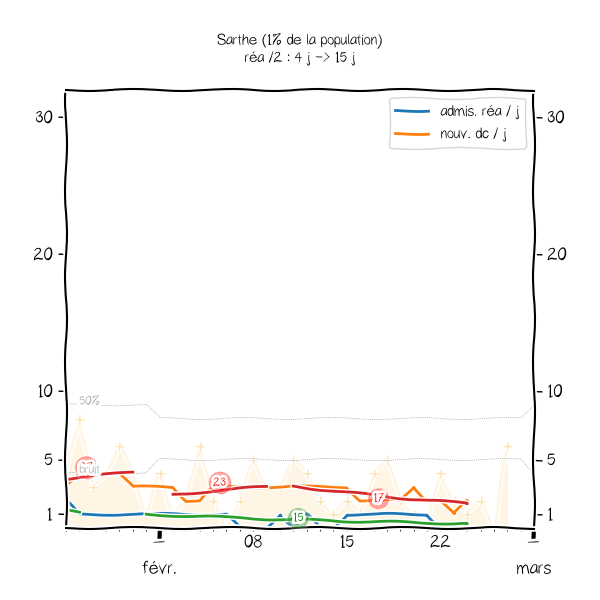 Sarthe (1% de la population)
réa /2 : 4 j -> 15 j
admis. réa / j
nouv. dc / j
30
30
20
20
10
10
50%
bruit
23
17
15
5
5
1
1
08
15
22
févr.
mars